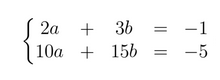 2a + 3b = −1
10a + 15b = −5